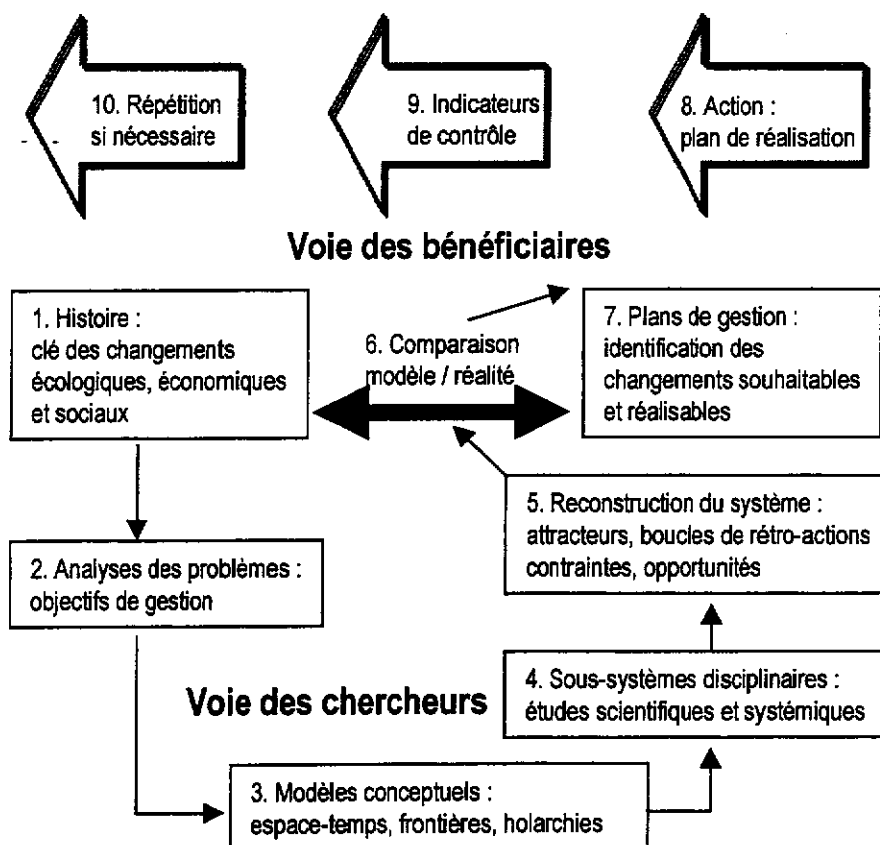 10. Répétition
si nécessaire
9. Indicateurs
de contrôle
8. Action :
plan de réalisation
Voie des bénéficiaires
1. Histoire :
clé des changements
écologiques, économiques
et sociaux
6. Comparaison
modèle / réalité
7. Plans de gestion :
identification des
changements souhaitables
et réalisables
5. Reconstruction du système :
attracteurs, boucles de rétro-actions
contraintes, opportunités
2. Analyses des problèmes :
objectifs de gestion
Voie des chercheurs
4. Sous-systèmes disciplinaires :
études scientifiques et systémiques
3. Modèles conceptuels :
espace-temps, frontières, holarchies